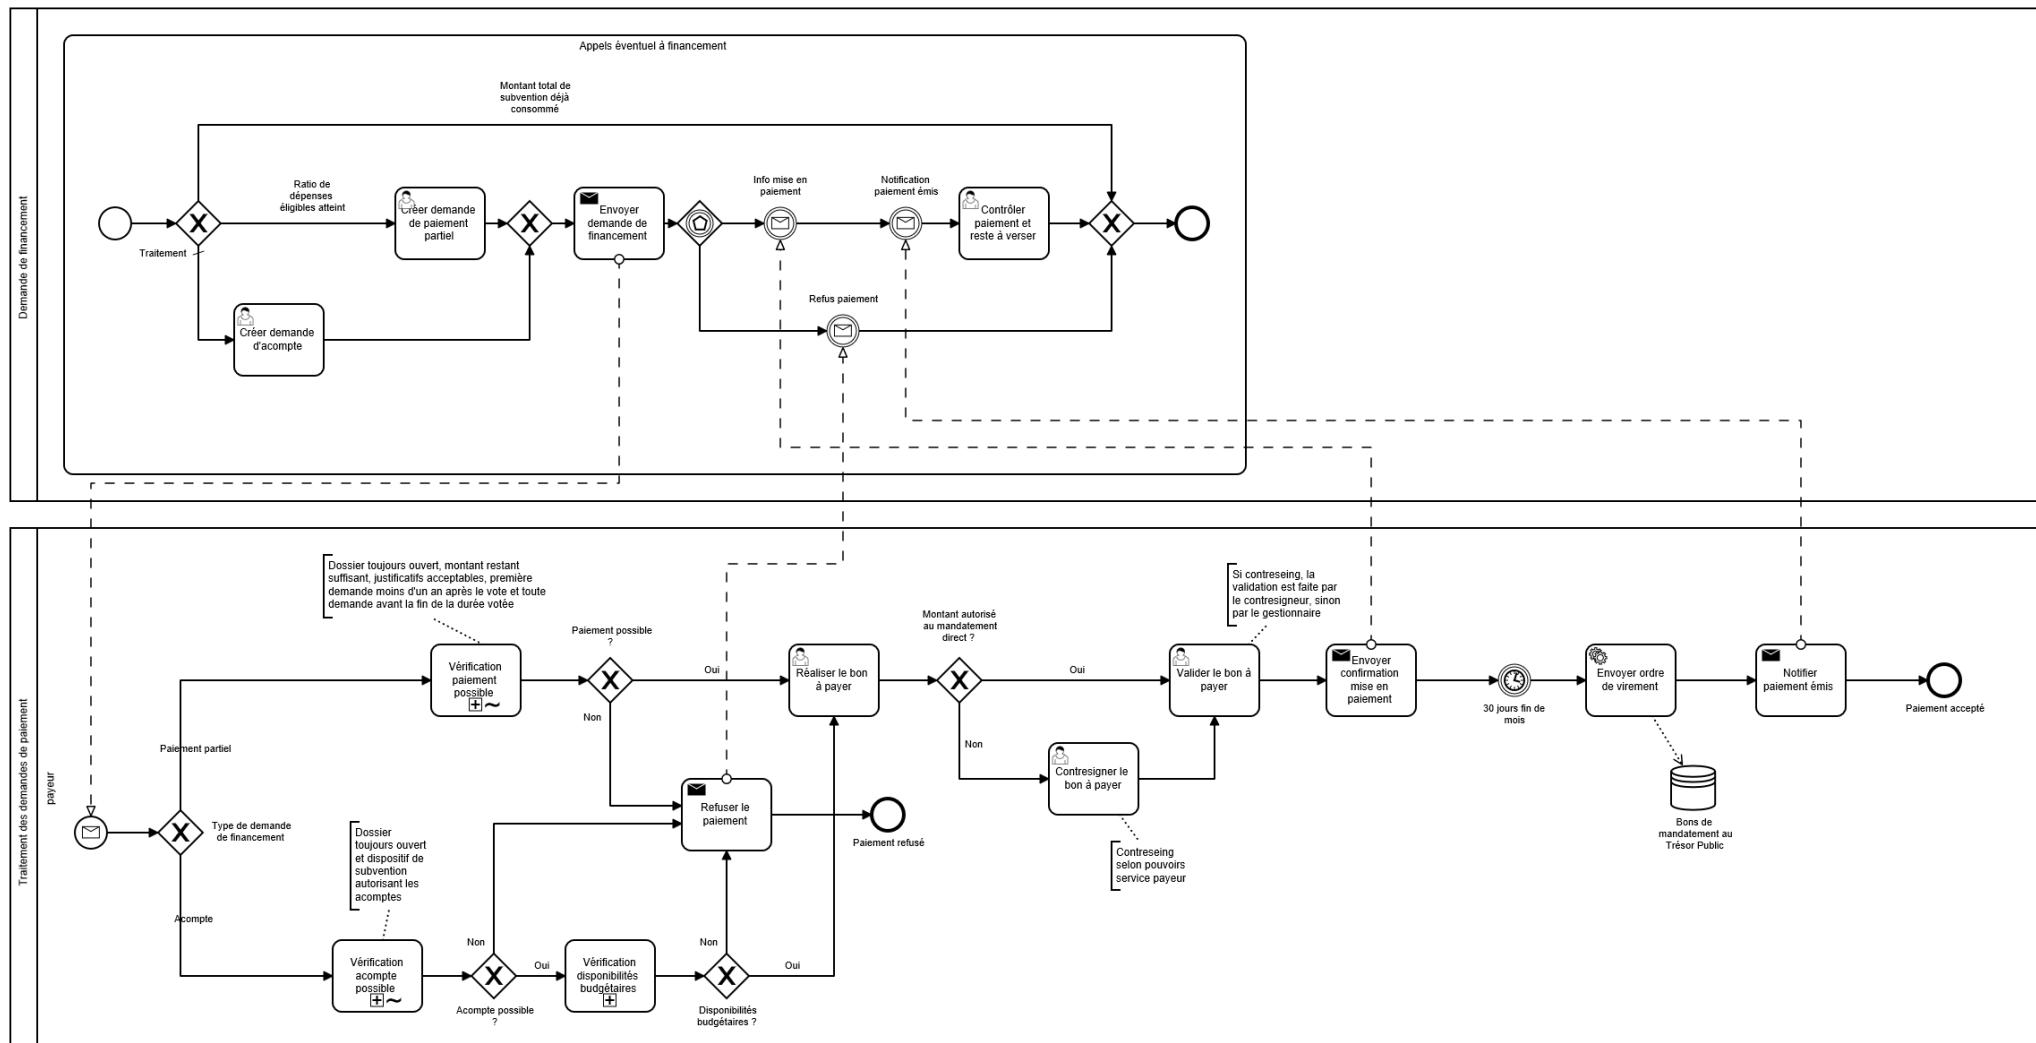 Demande de financement
Appels éventuel à financement
Montant total de
subvention déjà
consommé
Ratio de
dépenses
éligibles atteint
Traitement
Créer demande
de paiement
partiel
Créer demande
d'acompte
Envoyer
demande de
financement
Info mise en
paiement
Notification
paiement émis
Refus paiement
Contrôler
paiement et
reste à verser
Traitement des demandes de paiement
payeur
Dossier toujours ouvert, montant restant
suffisant, justificatifs acceptables, première
demande moins d'un an après le vote et toute
demande avant la fin de la durée votée
Paiement partiel
Type de demande
de financement
Acompte
Vérification
paiement
possible
Paiement possible
?
Oui
Non
Dossier
toujours ouvert
et dispositif de
subvention
autorisant les
acomptes
Vérification
acompte
possible
Non
Oui
Acompte possible
?
Vérification
disponibilités
budgétaires
Non
Oui
Disponibilités
budgétaires ?
Refuser le
paiement
Paiement refusé
Réaliser le bon
à payer
Montant autorisé
au mandatement
direct ?
Oui
Non
Contresigner le
bon à payer
Contreseing
selon pouvoirs
service payeur
Si contreseing, la
validation est faite par
le contresigneur, sinon
par le gestionnaire
Valider le bon à
payer
Envoyer
confirmation
mise en
paiement
30 jours fin de
mois
Envoyer ordre
de virement
Bons de
mandatement au
Trésor Public
Notifier
paiement émis
Paiement accepté